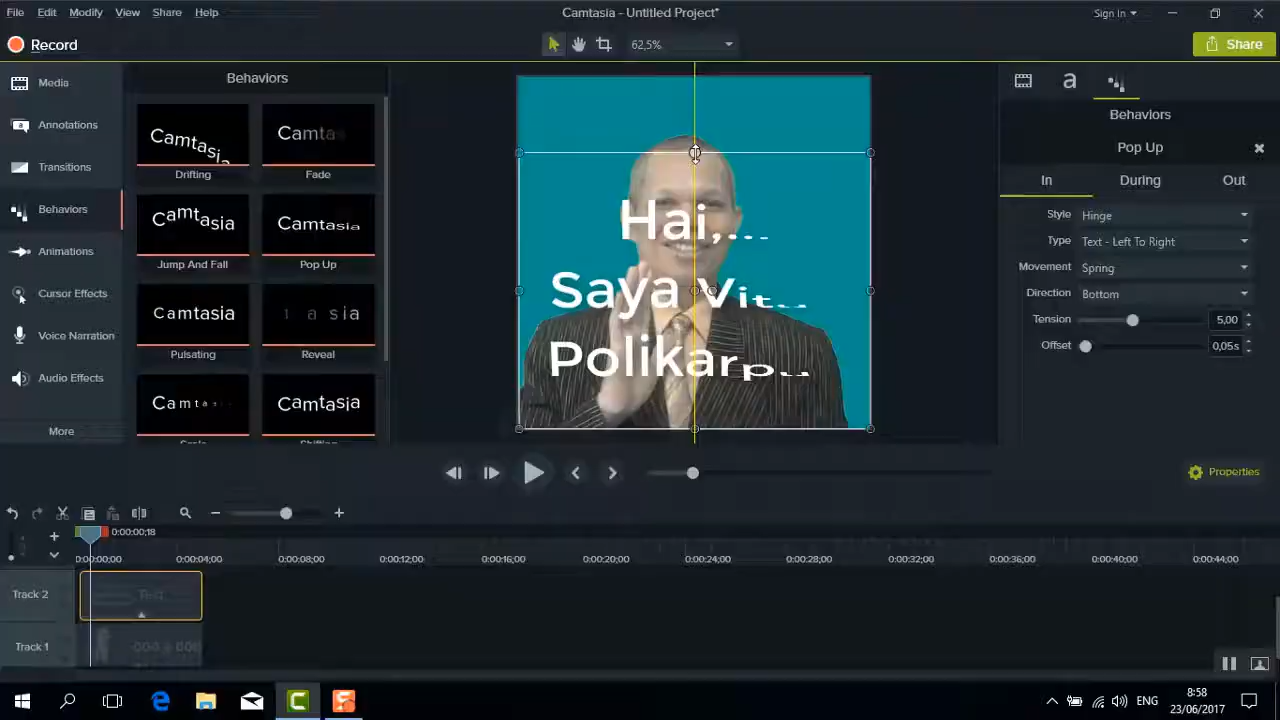 File Edit Modify View Share Help
Camtasia - Untitled Project*
Sign In
Record
62,5%
Share
Media
Annotations
Transitions
Behaviors
Animations
Cursor Effects
Voice Narration
Audio Effects
More
Behaviors
Camtasia
Drifting
Camtas
Fade
Camtasia
Jump And Fall
Camtasia
Pop Up
Camtasia
Pulsating
asia
Reveal
Camtas
Camtasia
Hai,...
Saya Vitu
Polikarpu
a
Behaviors
Pop Up
In During Out
Style Hinge
Type Text - Left To Right
Movement Spring
Direction Bottom
Tension 5,00
Offset 0,05s
Properties
0:00:00;18
0:00:00;00 0:00:04;00 0:00:08;00 0:00:12;00 0:00:16;00 0:00:20;00 0:00:24;00 0:00:28;00 0:00:32;00 0:00:36;00 0:00:40;00 0:00:44;00
Track 2
Text
Track 1
ENG
8:58
23/06/2017